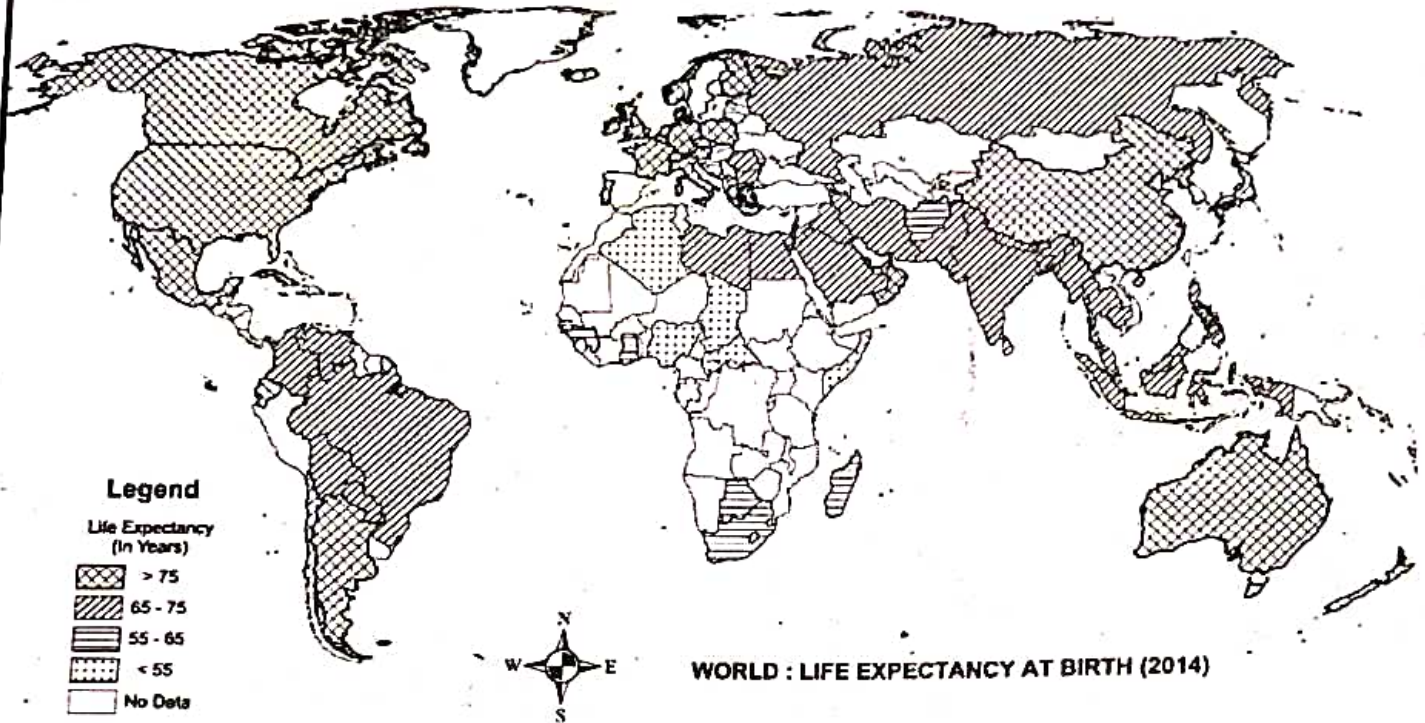 Legend
Life Expectancy
(In Years)
> 75
65 - 75
55 - 65
< 55
No Data
N
W
E
S
WORLD : LIFE EXPECTANCY AT BIRTH (2014)